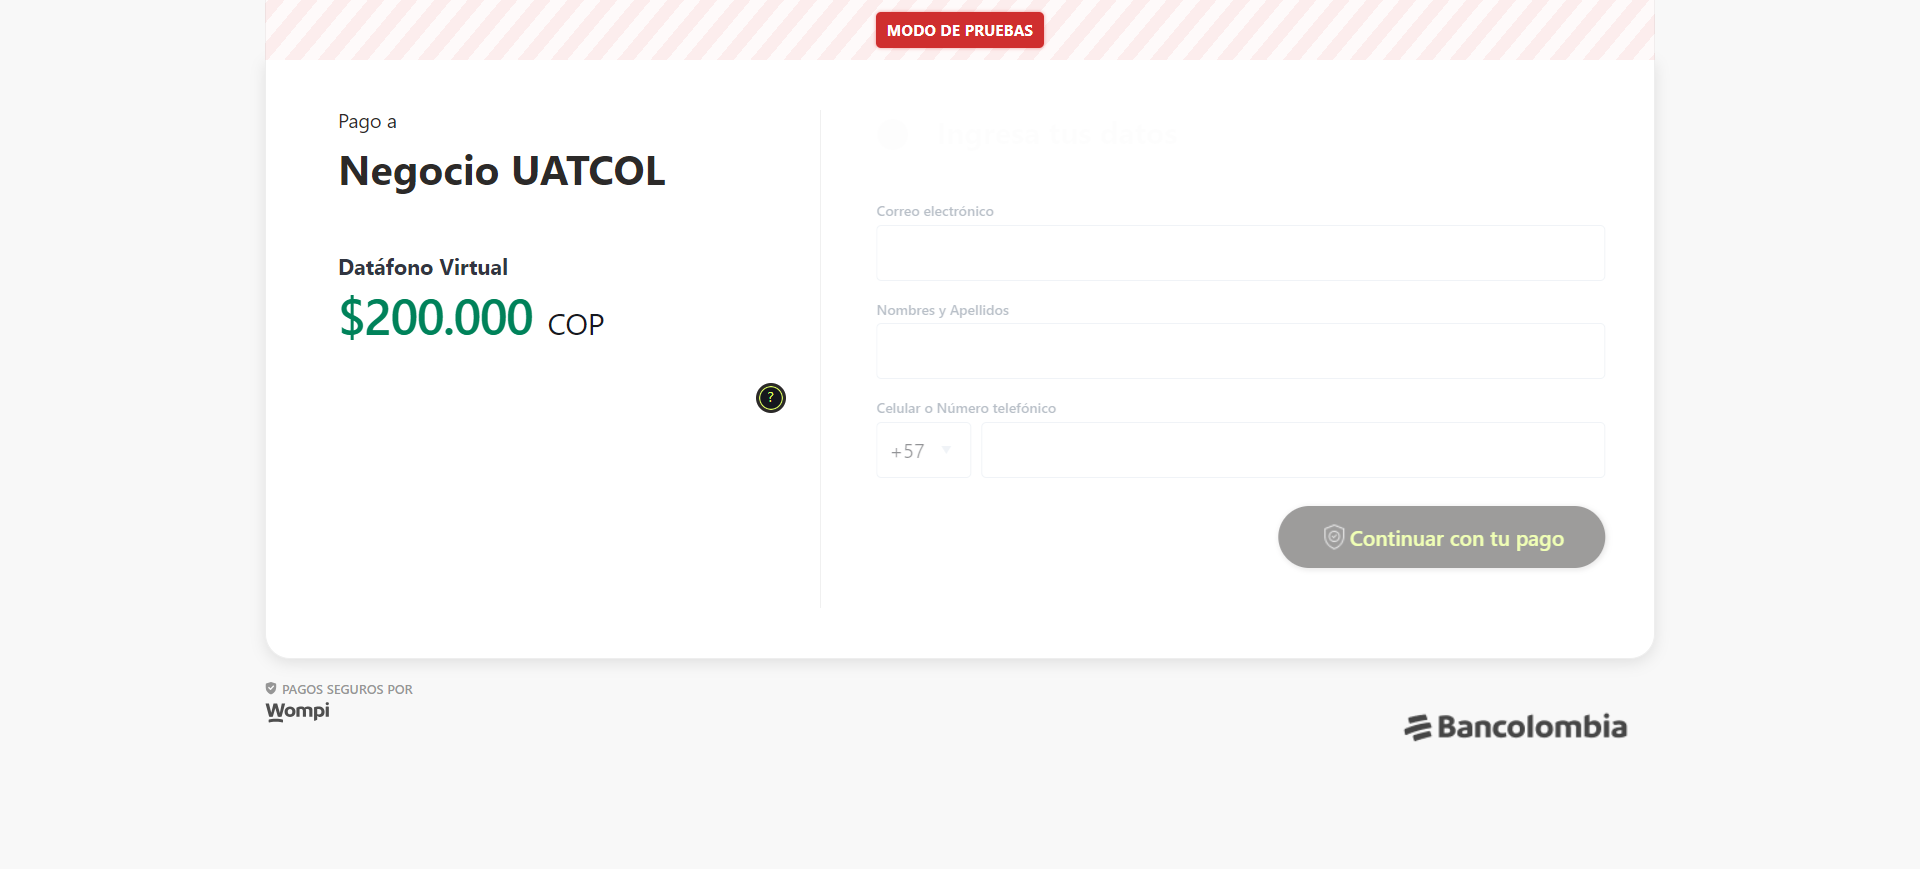 MODO DE PRUEBAS
Pago a
Negocio UATCOL
Datáfono Virtual
$200.000 COP
?
Ingresa tus datos
Correo electrónico
Nombres y Apellidos
Celular o Número telefónico
+57
Continuar con tu pago
PAGOS SEGUROS POR
Wompi
Bancolombia